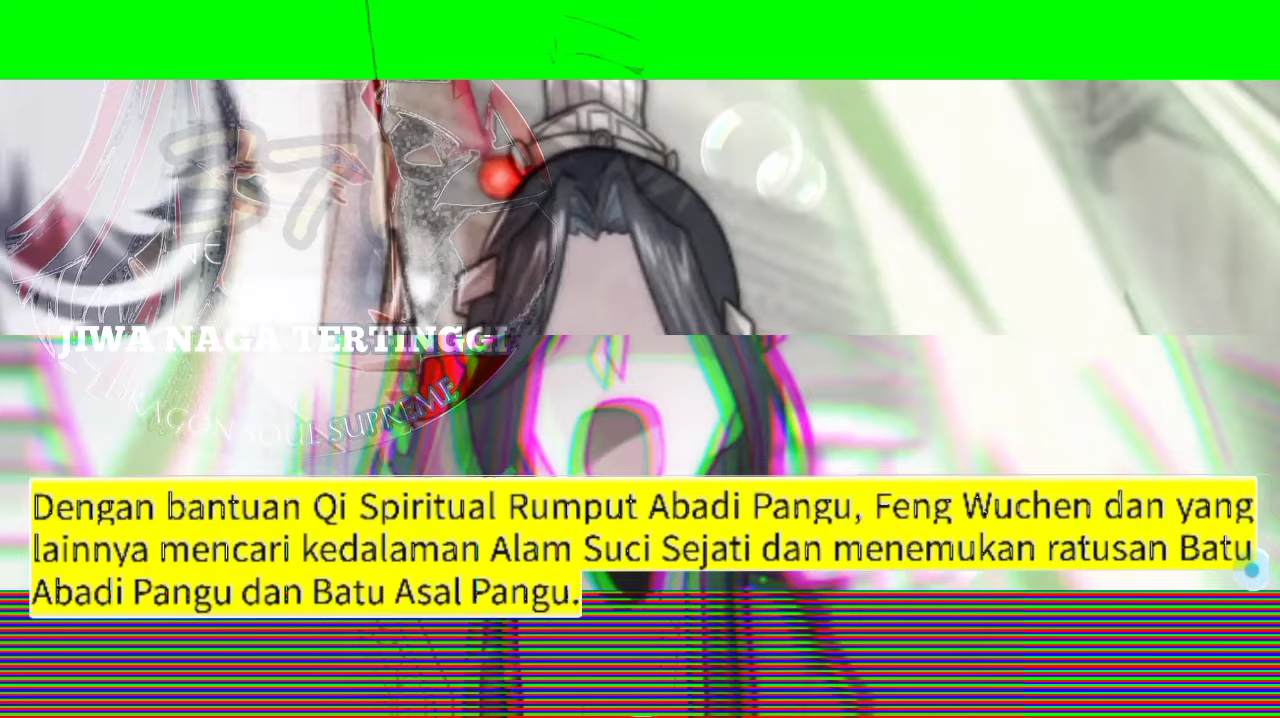 JIWA NAGA TERTINGGI
DRAGON SOUL SUPREME
Dengan bantuan Qi Spiritual Rumput Abadi Pangu, Feng Wuchen dan yang
lainnya mencari kedalaman Alam Suci Sejati dan menemukan ratusan Batu
Abadi Pangu dan Batu Asal Pangu.